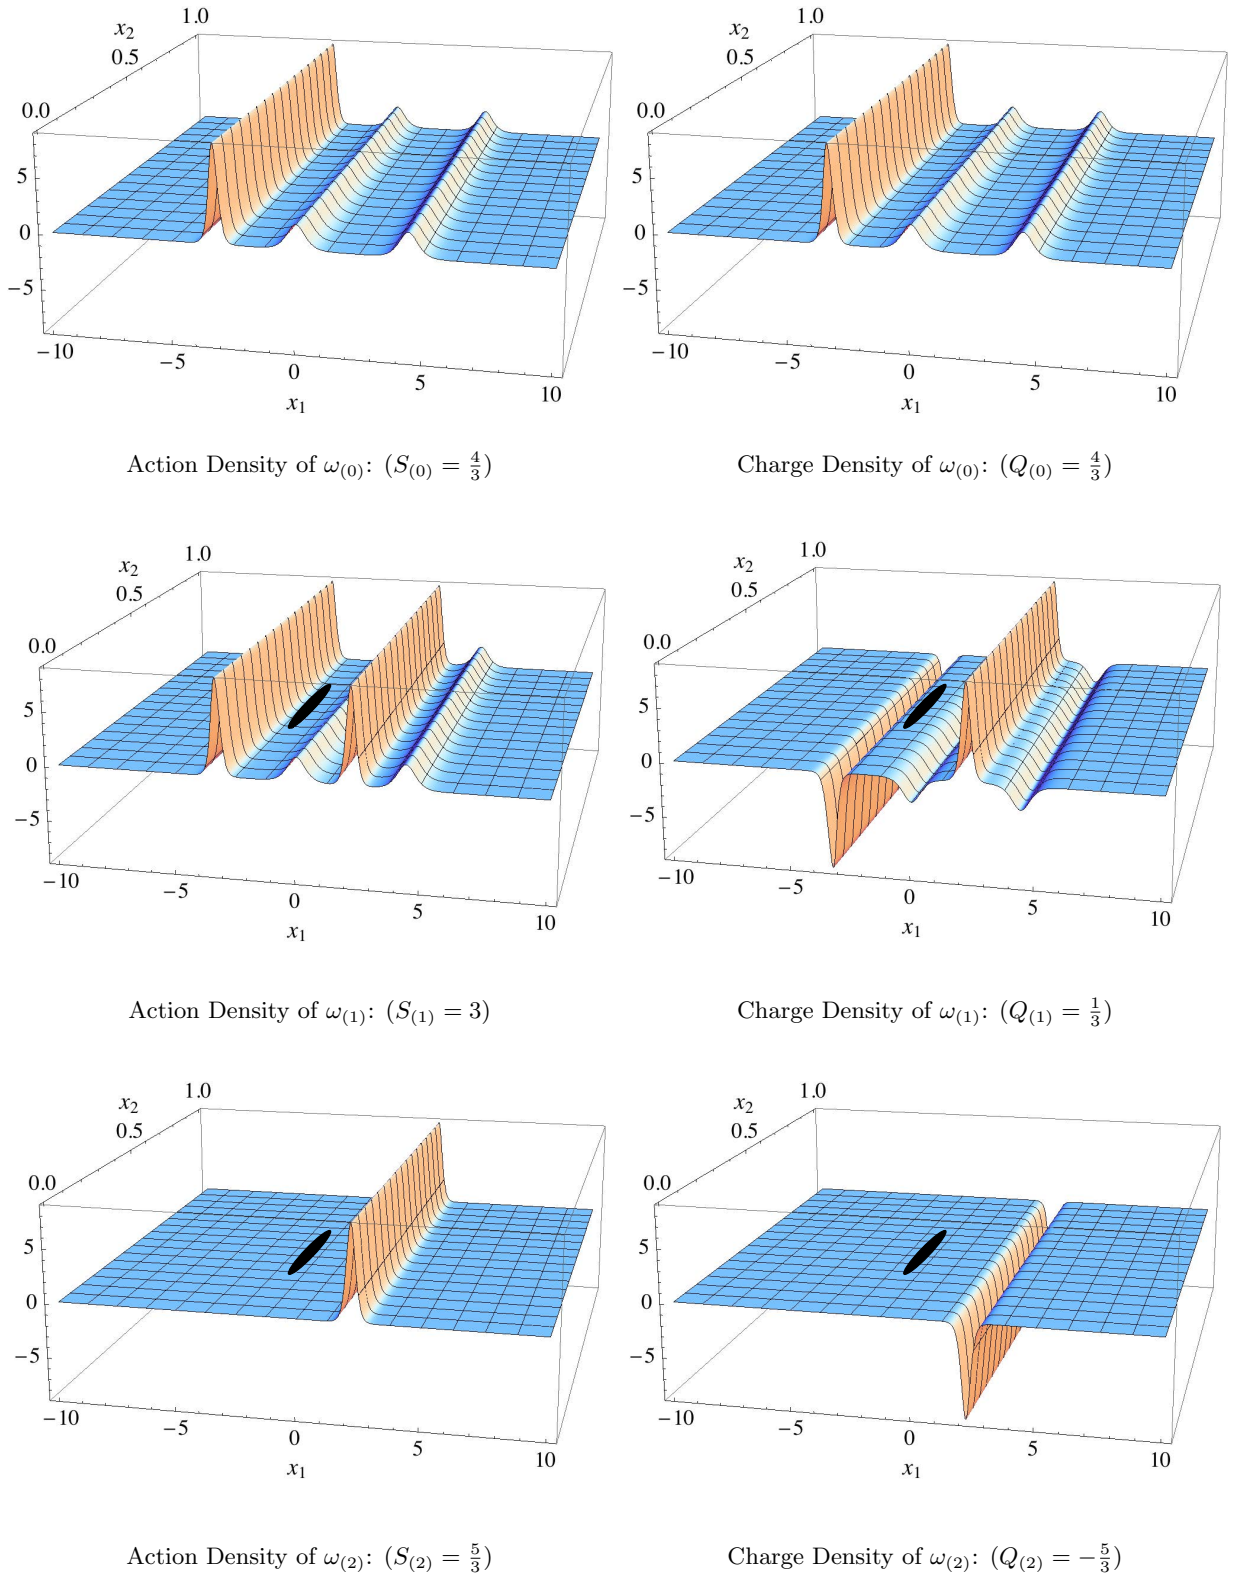 x₂ 1.0 x₂ 1.0
0.5 0.5
0.0 0.0
5 5
0 0
−5 −5
−10 −5 0 5 10 −10 −5 0 5 10
x₁ x₁
Action Density of ω₍₀₎: (S₍₀₎ = 4/3) Charge Density of ω₍₀₎: (Q₍₀₎ = 4/3)
x₂ 1.0 x₂ 1.0
0.5 0.5
0.0 0.0
5 5
0 0
−5 −5
−10 −5 0 5 10 −10 −5 0 5 10
x₁ x₁
Action Density of ω₍₁₎: (S₍₁₎ = 3) Charge Density of ω₍₁₎: (Q₍₁₎ = 1/3)
x₂ 1.0 x₂ 1.0
0.5 0.5
0.0 0.0
5 5
0 0
−5 −5
−10 −5 0 5 10 −10 −5 0 5 10
x₁ x₁
Action Density of ω₍₂₎: (S₍₂₎ = 5/3) Charge Density of ω₍₂₎: (Q₍₂₎ = −5/3)